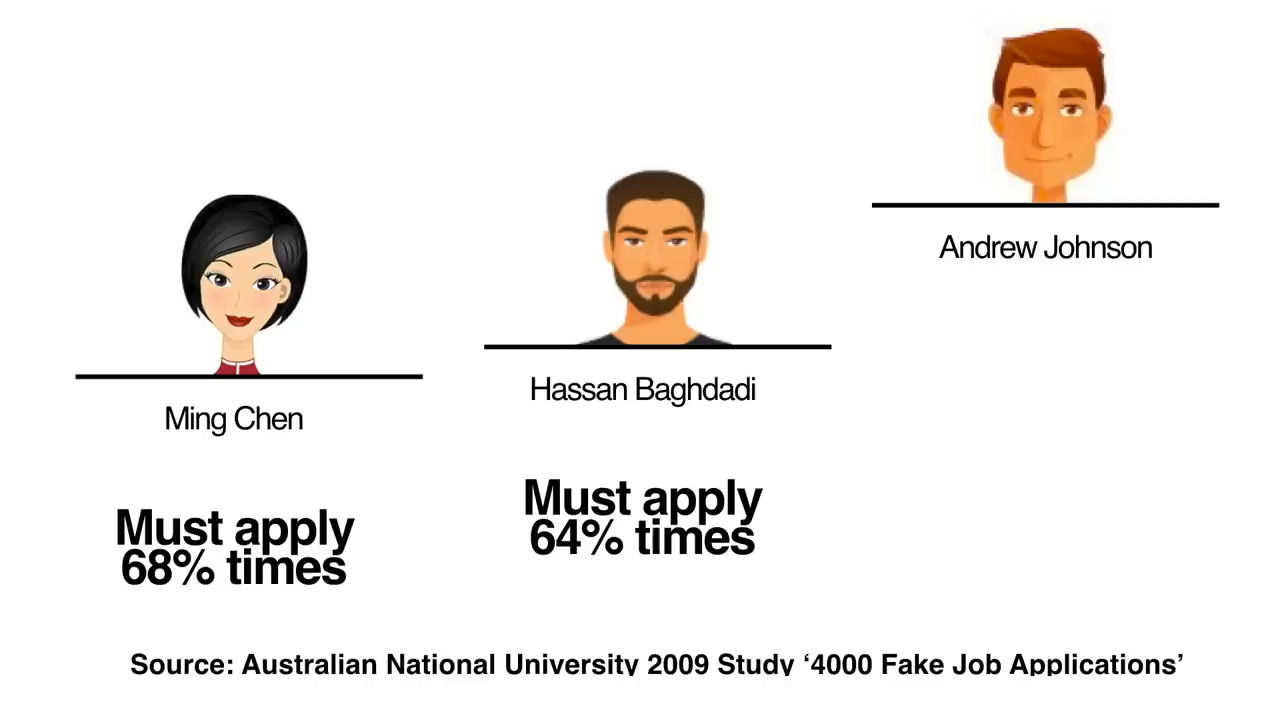 Andrew Johnson
Hassan Baghdadi
Ming Chen
Must apply
64% times
Must apply
68% times
Source: Australian National University 2009 Study ‘4000 Fake Job Applications’